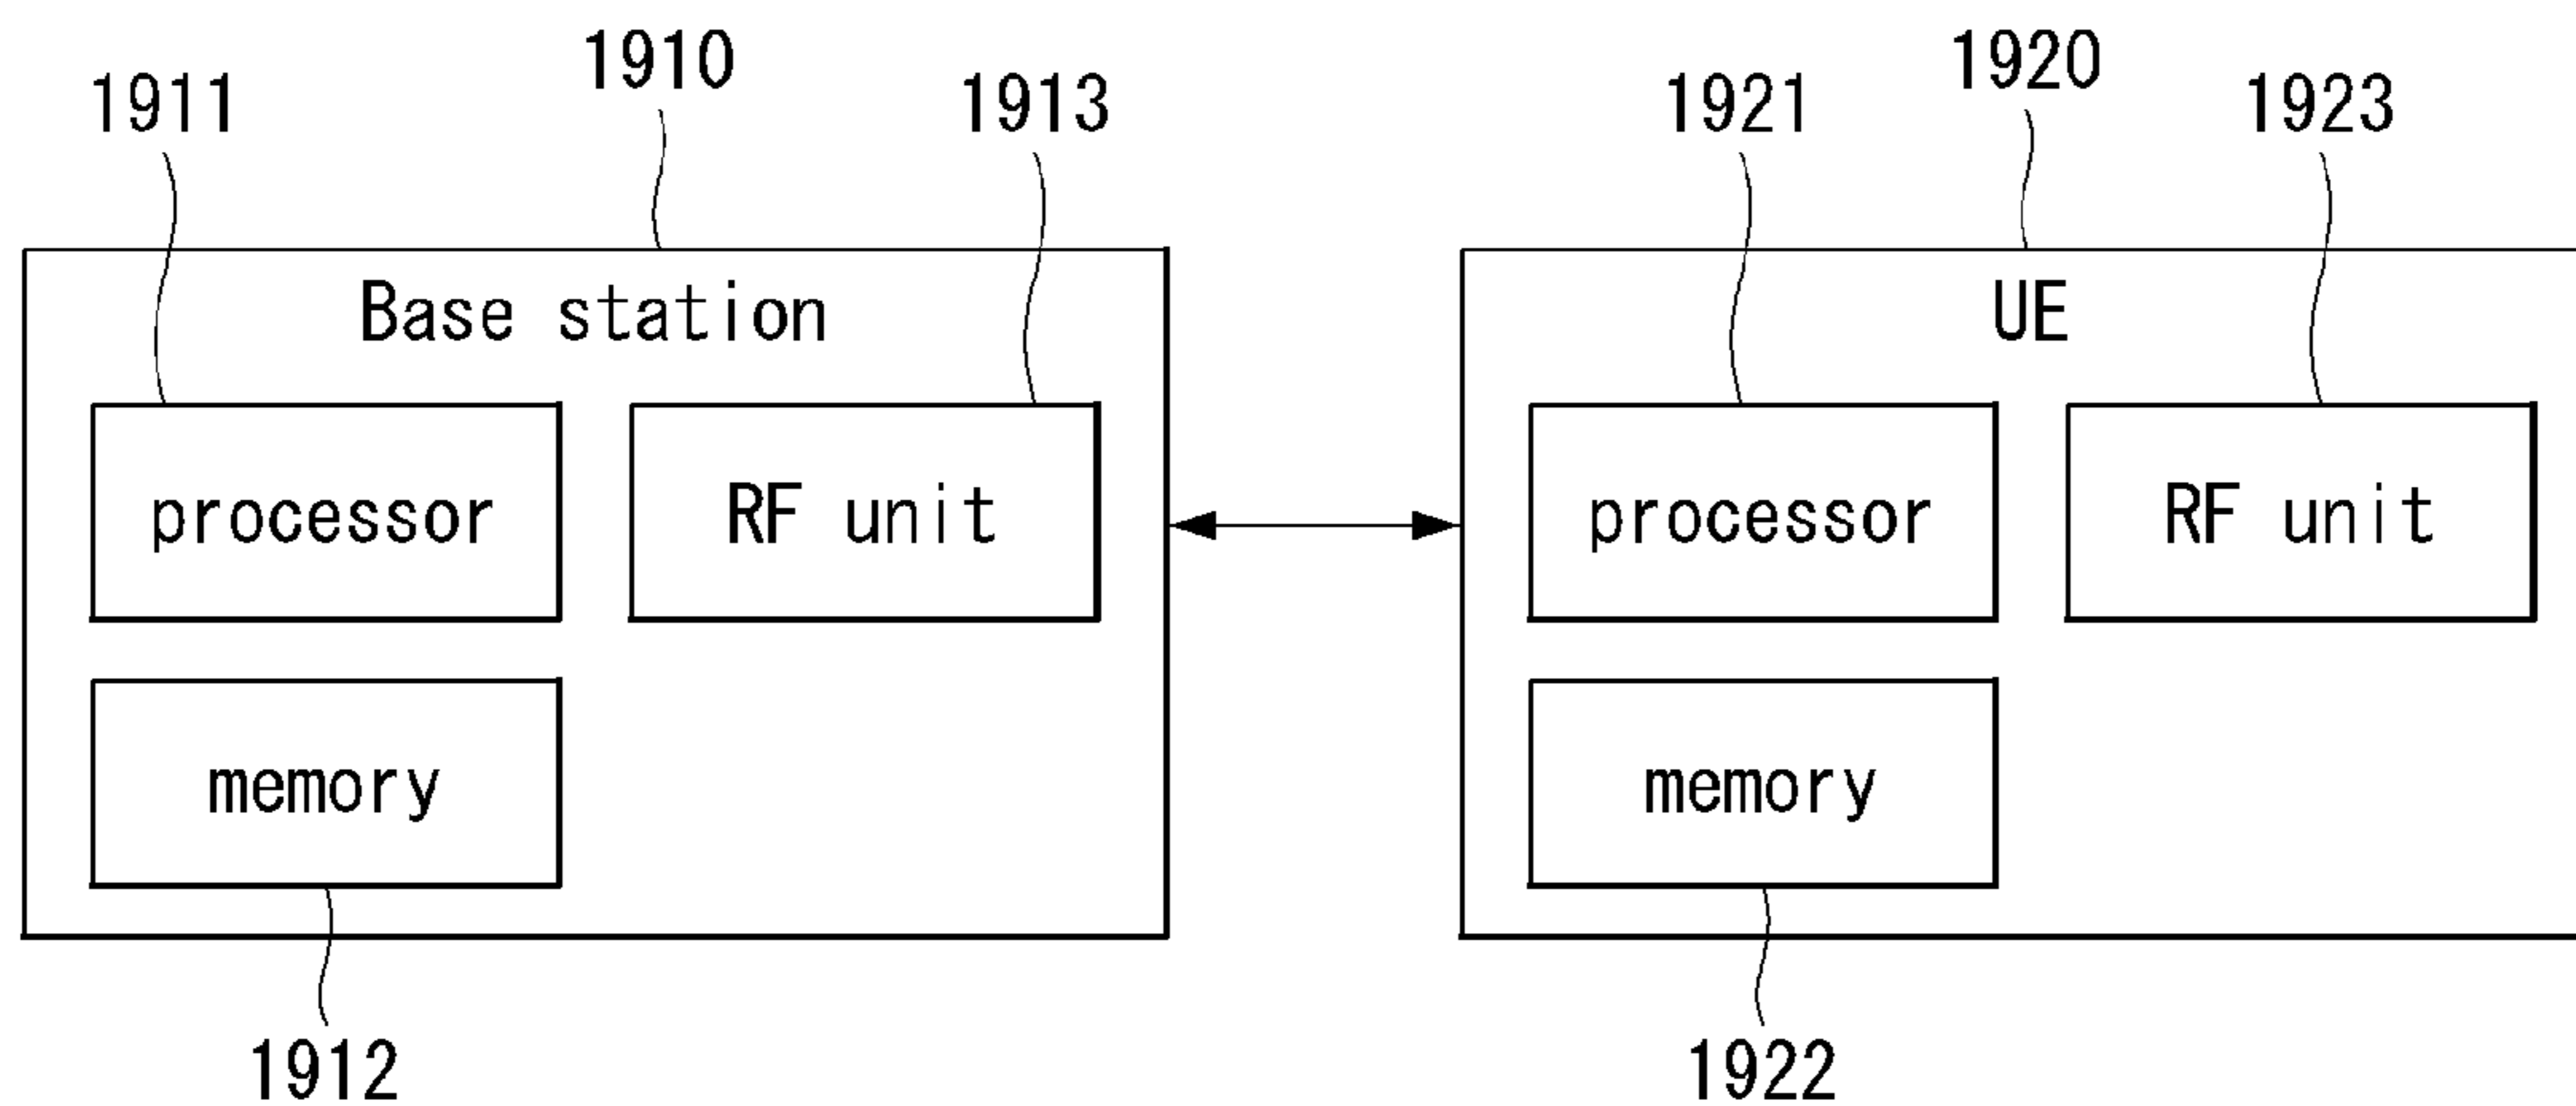 1910
1920
1911
1913
1921
1923
Base station
UE
processor
RF unit
processor
RF unit
memory
memory
1912
1922